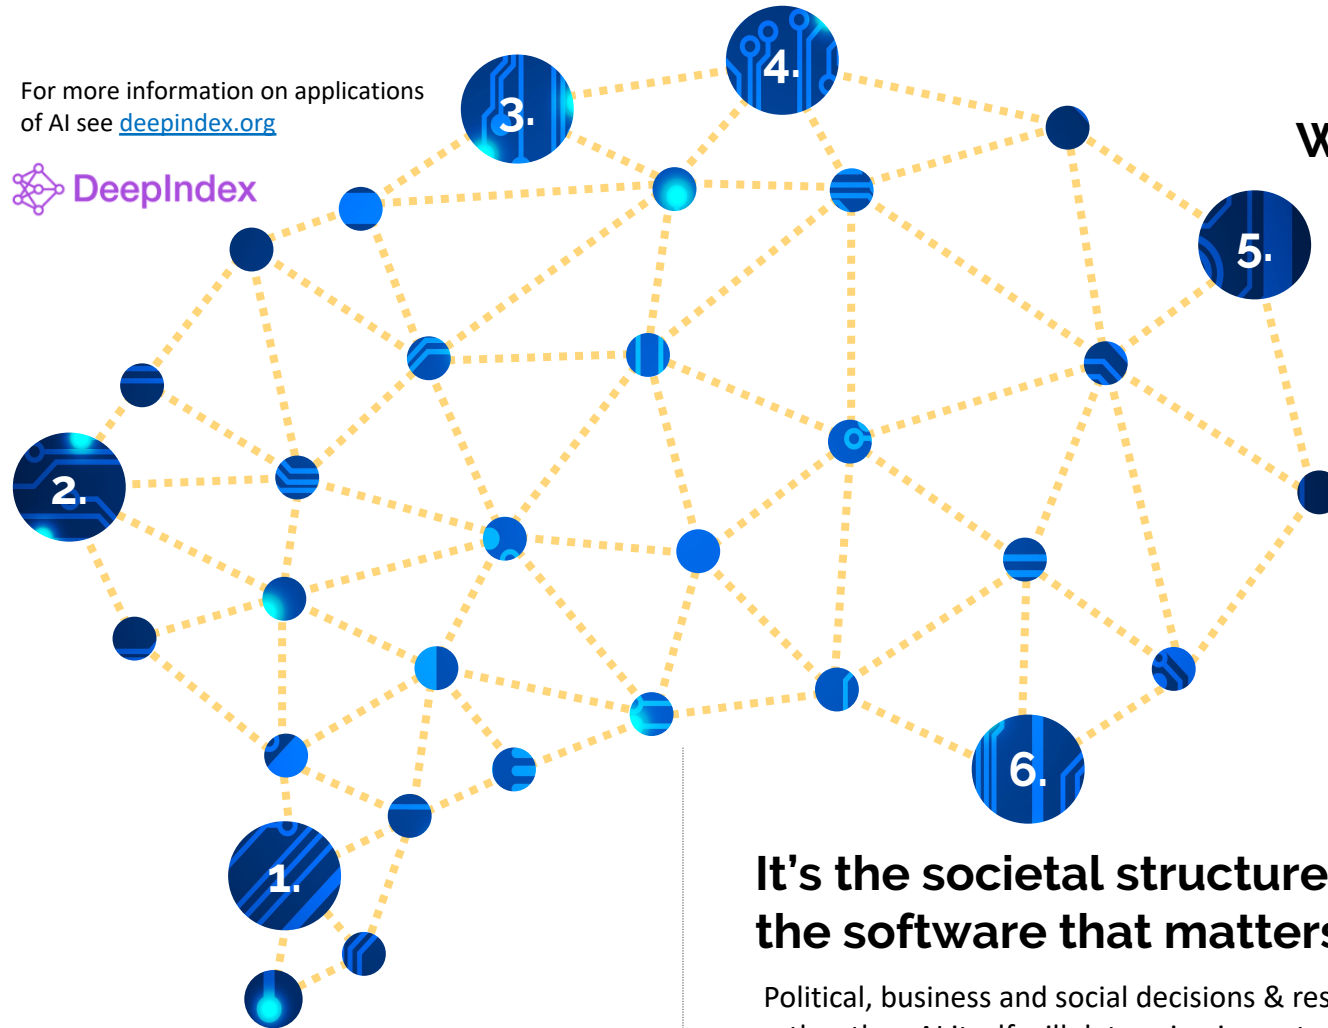 For more information on applications
of AI see deepindex.org
DeepIndex
3.
4.
5.
2.
6.
1.
It's the societal structure
the software that matters
Political, business and social decisions & res